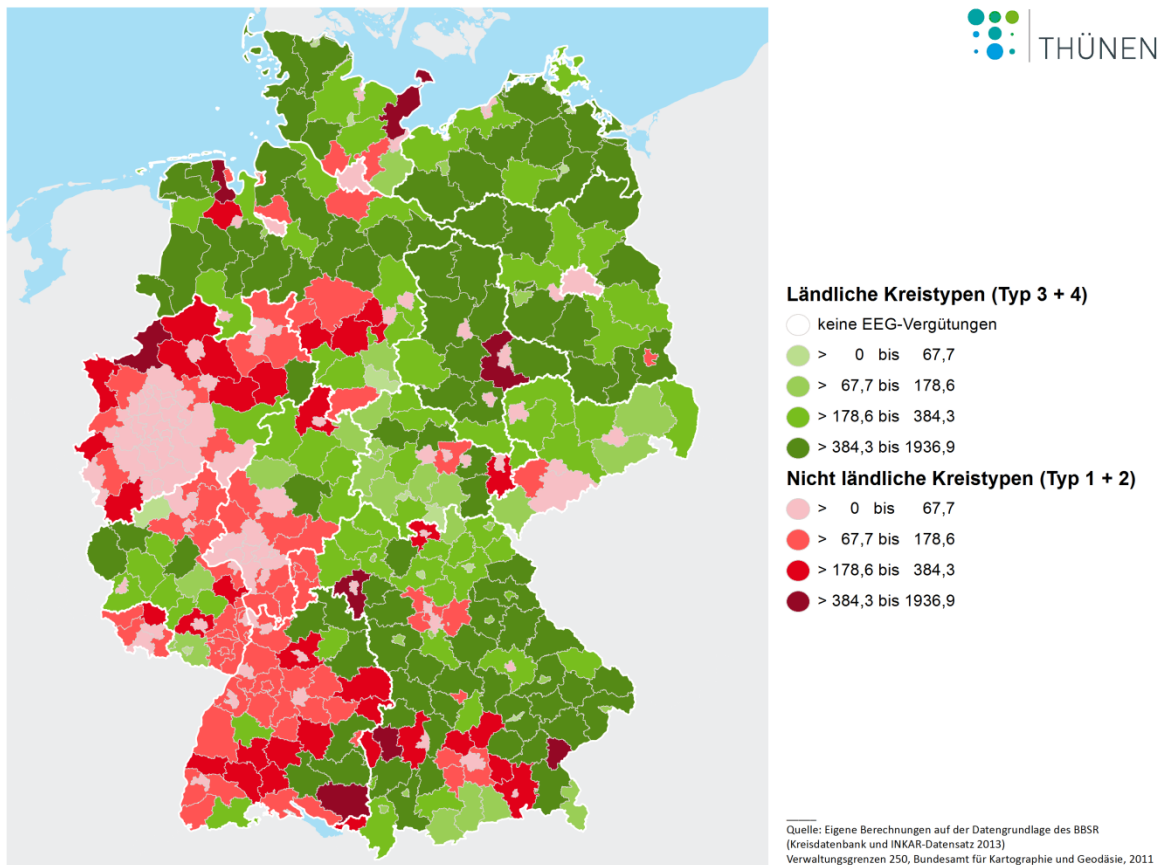 THÜNEN
Ländliche Kreistypen (Typ 3 + 4)
keine EEG-Vergütungen
> 0 bis 67,7
> 67,7 bis 178,6
> 178,6 bis 384,3
> 384,3 bis 1936,9
Nicht ländliche Kreistypen (Typ 1 + 2)
> 0 bis 67,7
> 67,7 bis 178,6
> 178,6 bis 384,3
> 384,3 bis 1936,9
Quelle: Eigene Berechnungen auf der Datengrundlage des BBSR
(Kreisdatenbank und INKAR-Datensatz 2013)
Verwaltungsgrenzen 250, Bundesamt für Kartographie und Geodäsie, 2011